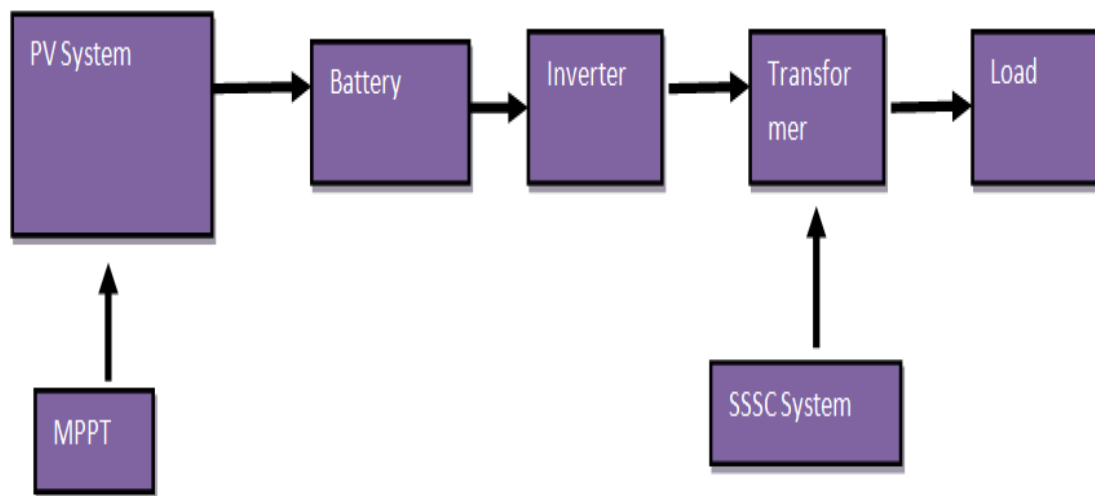 PV System
Battery
Inverter
Transfor
mer
Load
MPPT
SSSC System